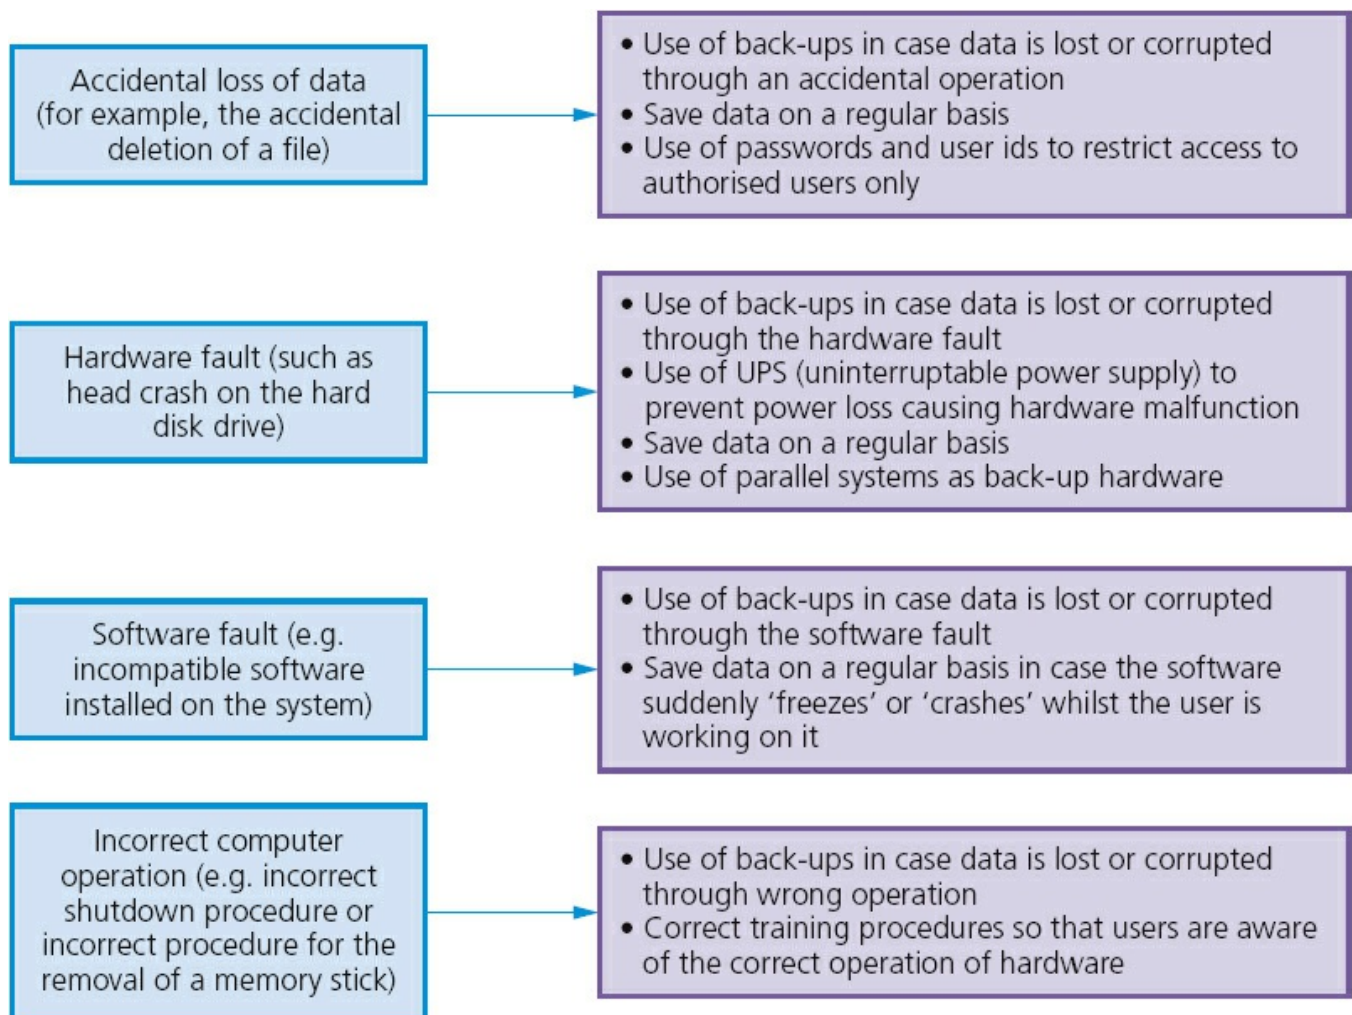 Accidental loss of data
(for example, the accidental
deletion of a file)
• Use of back-ups in case data is lost or corrupted
through an accidental operation
• Save data on a regular basis
• Use of passwords and user ids to restrict access to
authorised users only
Hardware fault (such as
head crash on the hard
disk drive)
• Use of back-ups in case data is lost or corrupted
through the hardware fault
• Use of UPS (uninterruptable power supply) to
prevent power loss causing hardware malfunction
• Save data on a regular basis
• Use of parallel systems as back-up hardware
Software fault (e.g.
incompatible software
installed on the system)
• Use of back-ups in case data is lost or corrupted
through the software fault
• Save data on a regular basis in case the software
suddenly ‘freezes’ or ‘crashes’ whilst the user is
working on it
Incorrect computer
operation (e.g. incorrect
shutdown procedure or
incorrect procedure for the
removal of a memory stick)
• Use of back-ups in case data is lost or corrupted
through wrong operation
• Correct training procedures so that users are aware
of the correct operation of hardware